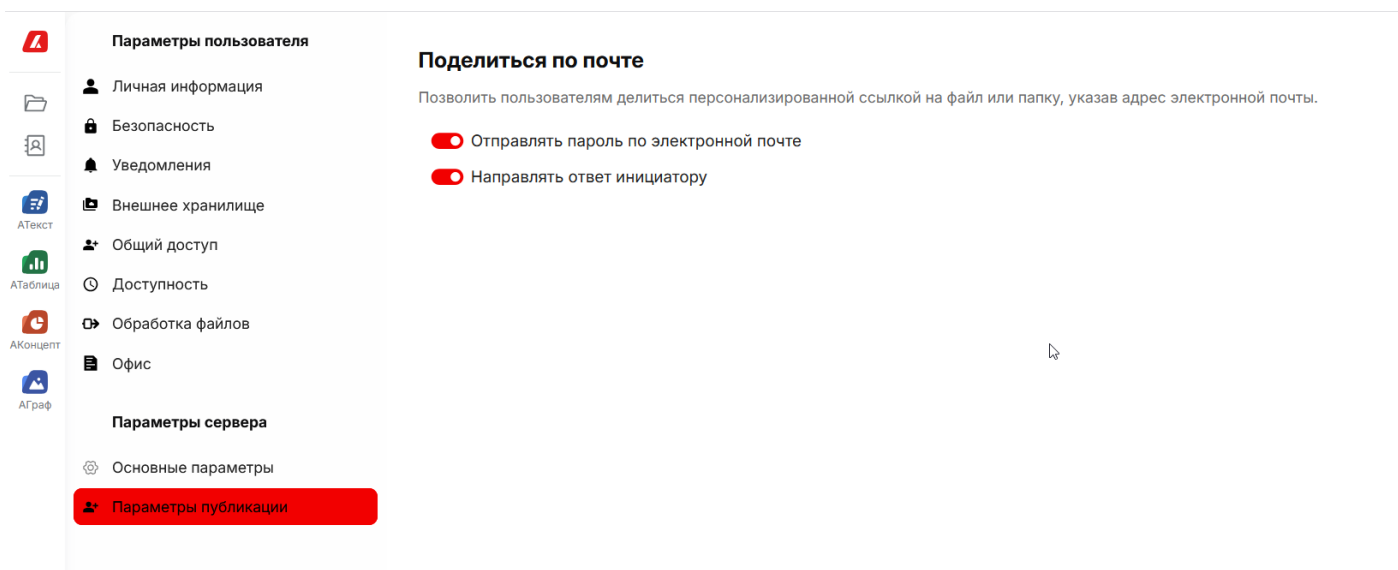 Параметры пользователя
Личная информация
Безопасность
Уведомления
Внешнее хранилище
Общий доступ
Доступность
Обработка файлов
Офис
Параметры сервера
Основные параметры
Параметры публикации
АТекст
АТаблица
АКонцепт
АГраф
Поделиться по почте
Позволить пользователям делиться персонализированной ссылкой на файл или папку, указав адрес электронной почты.
Отправлять пароль по электронной почте
Направлять ответ инициатору